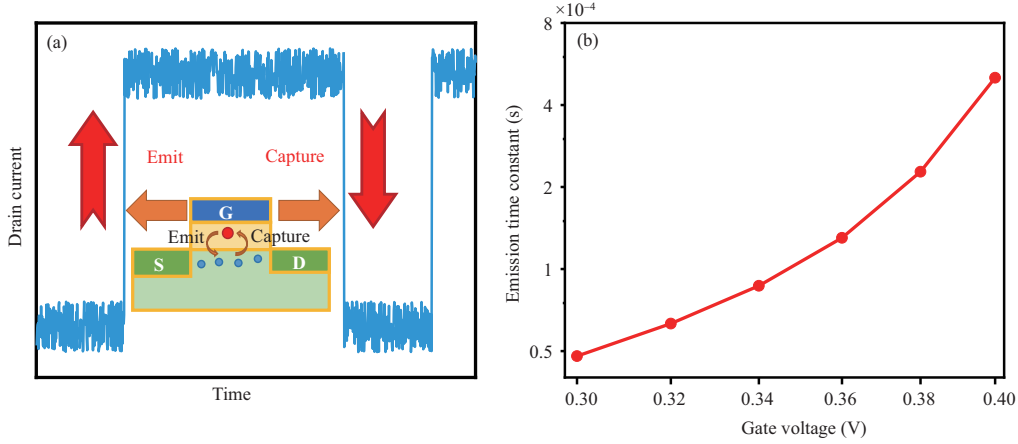 (a)
Drain current
Emit
Capture
G
Emit
Capture
S
D
Time
(b)
×10⁻⁴
Emission time constant (s)
8
4
2
1
0.5
0.30
0.32
0.34
0.36
0.38
0.40
Gate voltage (V)